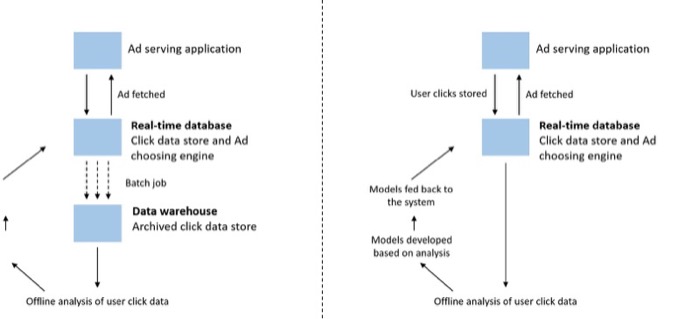 Ad serving application
Ad fetched
Real-time database
Click data store and Ad
choosing engine
Batch job
Data warehouse
Archived click data store
Offline analysis of user click data
Ad serving application
User clicks stored
Ad fetched
Real-time database
Click data store and Ad
choosing engine
Models fed back to
the system
Models developed
based on analysis
Offline analysis of user click data